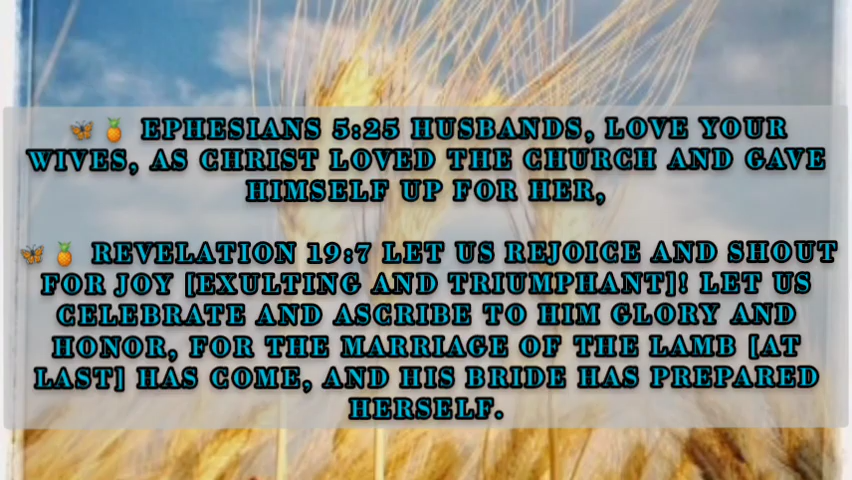 🦋🍍 EPHESIANS 5:25 HUSBANDS, LOVE YOUR
WIVES, AS CHRIST LOVED THE CHURCH AND GAVE
HIMSELF UP FOR HER,
🦋🍍 REVELATION 19:7 LET US REJOICE AND SHOUT
FOR JOY [EXULTING AND TRIUMPHANT]! LET US
CELEBRATE AND ASCRIBE TO HIM GLORY AND
HONOR, FOR THE MARRIAGE OF THE LAMB [AT
LAST] HAS COME, AND HIS BRIDE HAS PREPARED
HERSELF.